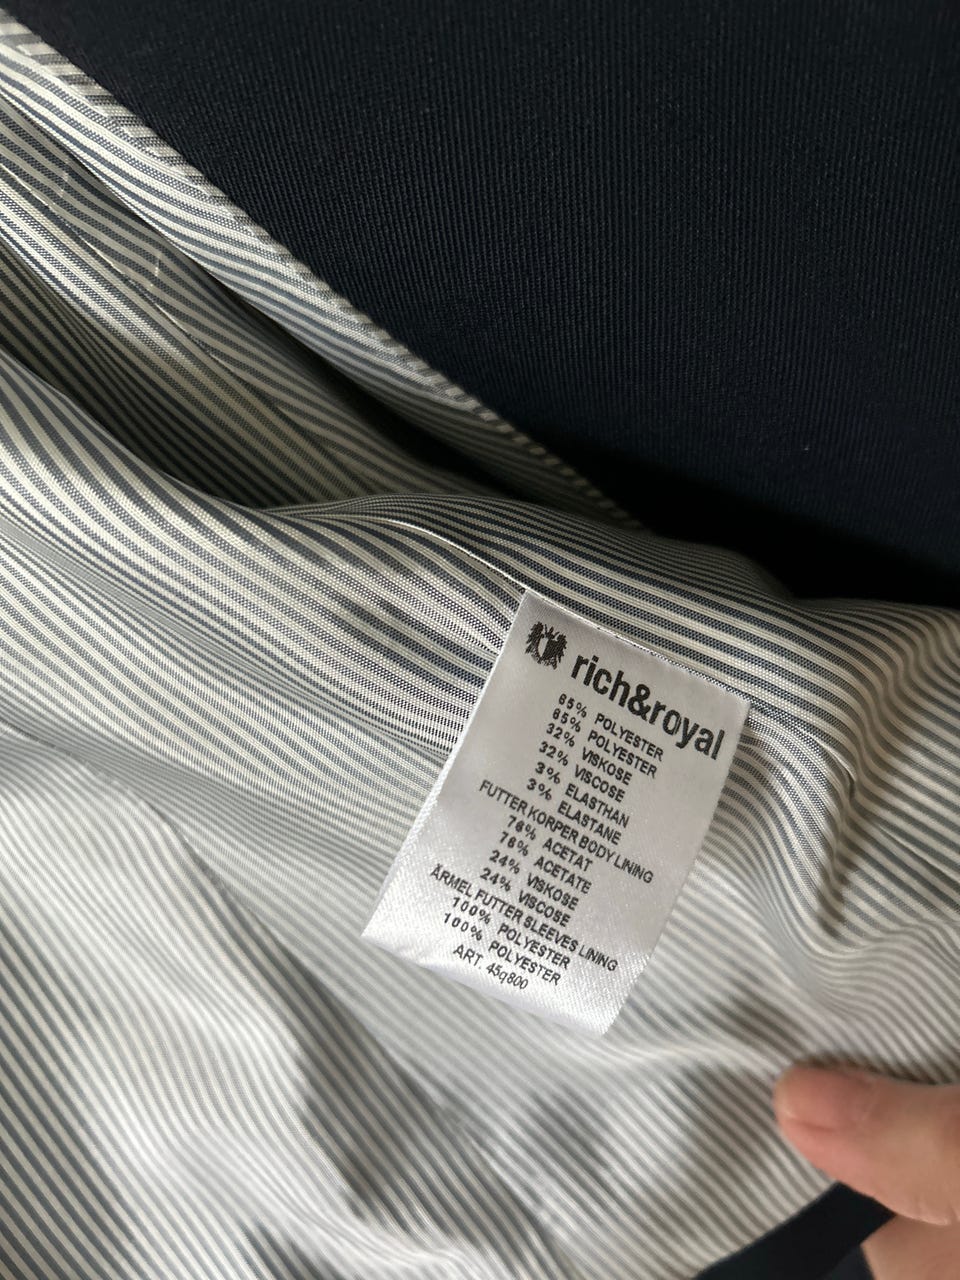 rich&royal
65% POLYESTER
65% POLYESTER
32% VISKOSE
32% VISCOSE
3% ELASTHAN
3% ELASTANE
FUTTER KORPER BODY LINING
76% ACETAT
76% ACETATE
24% VISKOSE
24% VISCOSE
ÄRMEL FUTTER SLEEVES LINING
100% POLYESTER
100% POLYESTER
ART. 45q800